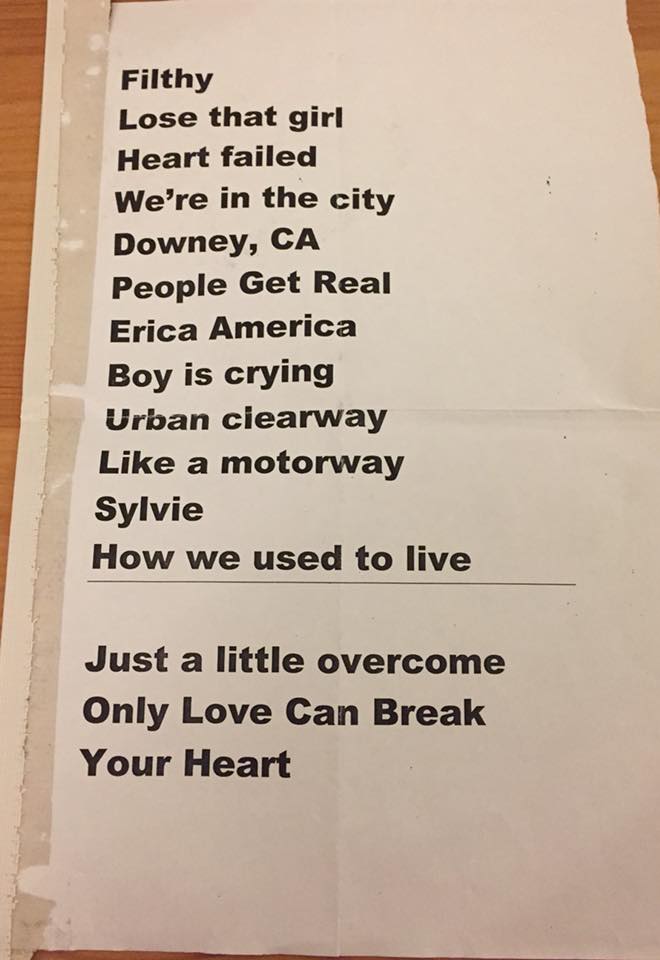 Filthy
Lose that girl
Heart failed
We're in the city
Downey, CA
People Get Real
Erica America
Boy is crying
Urban clearway
Like a motorway
Sylvie
How we used to live
Just a little overcome
Only Love Can Break
Your Heart